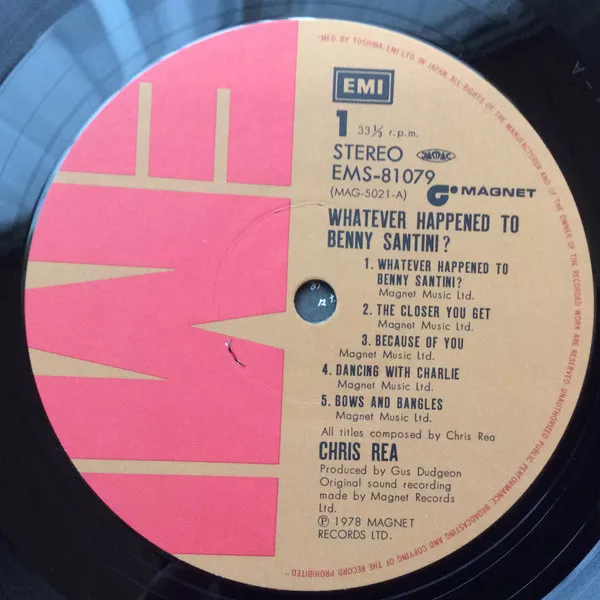 MFD. BY TOSHIBA EMI LTD. IN JAPAN. ALL RIGHTS OF THE MANUFACTURER AND OF THE OWNER OF THE RECORDED WORK ARE RESERVED. UNAUTHORIZED PUBLIC PERFORMANCE; BROADCASTING AND COPYING OF THE RECORD PROHIBITED"
EMI
EMI
1 33⅓ r.p.m.
STEREO JASRAC
EMS-81079
(MAG-5021-A)
MAGNET
WHATEVER HAPPENED TO
BENNY SANTINI?
1. WHATEVER HAPPENED TO
BENNY SANTINI?
Magnet Music Ltd.
2. THE CLOSER YOU GET
Magnet Music Ltd.
3. BECAUSE OF YOU
Magnet Music Ltd.
4. DANCING WITH CHARLIE
Magnet Music Ltd.
5. BOWS AND BANGLES
Magnet Music Ltd.
All titles composed by Chris Rea
CHRIS REA
Produced by Gus Dudgeon
Original sound recording
made by Magnet Records
Ltd.
℗ 1978 MAGNET
RECORDS LTD.